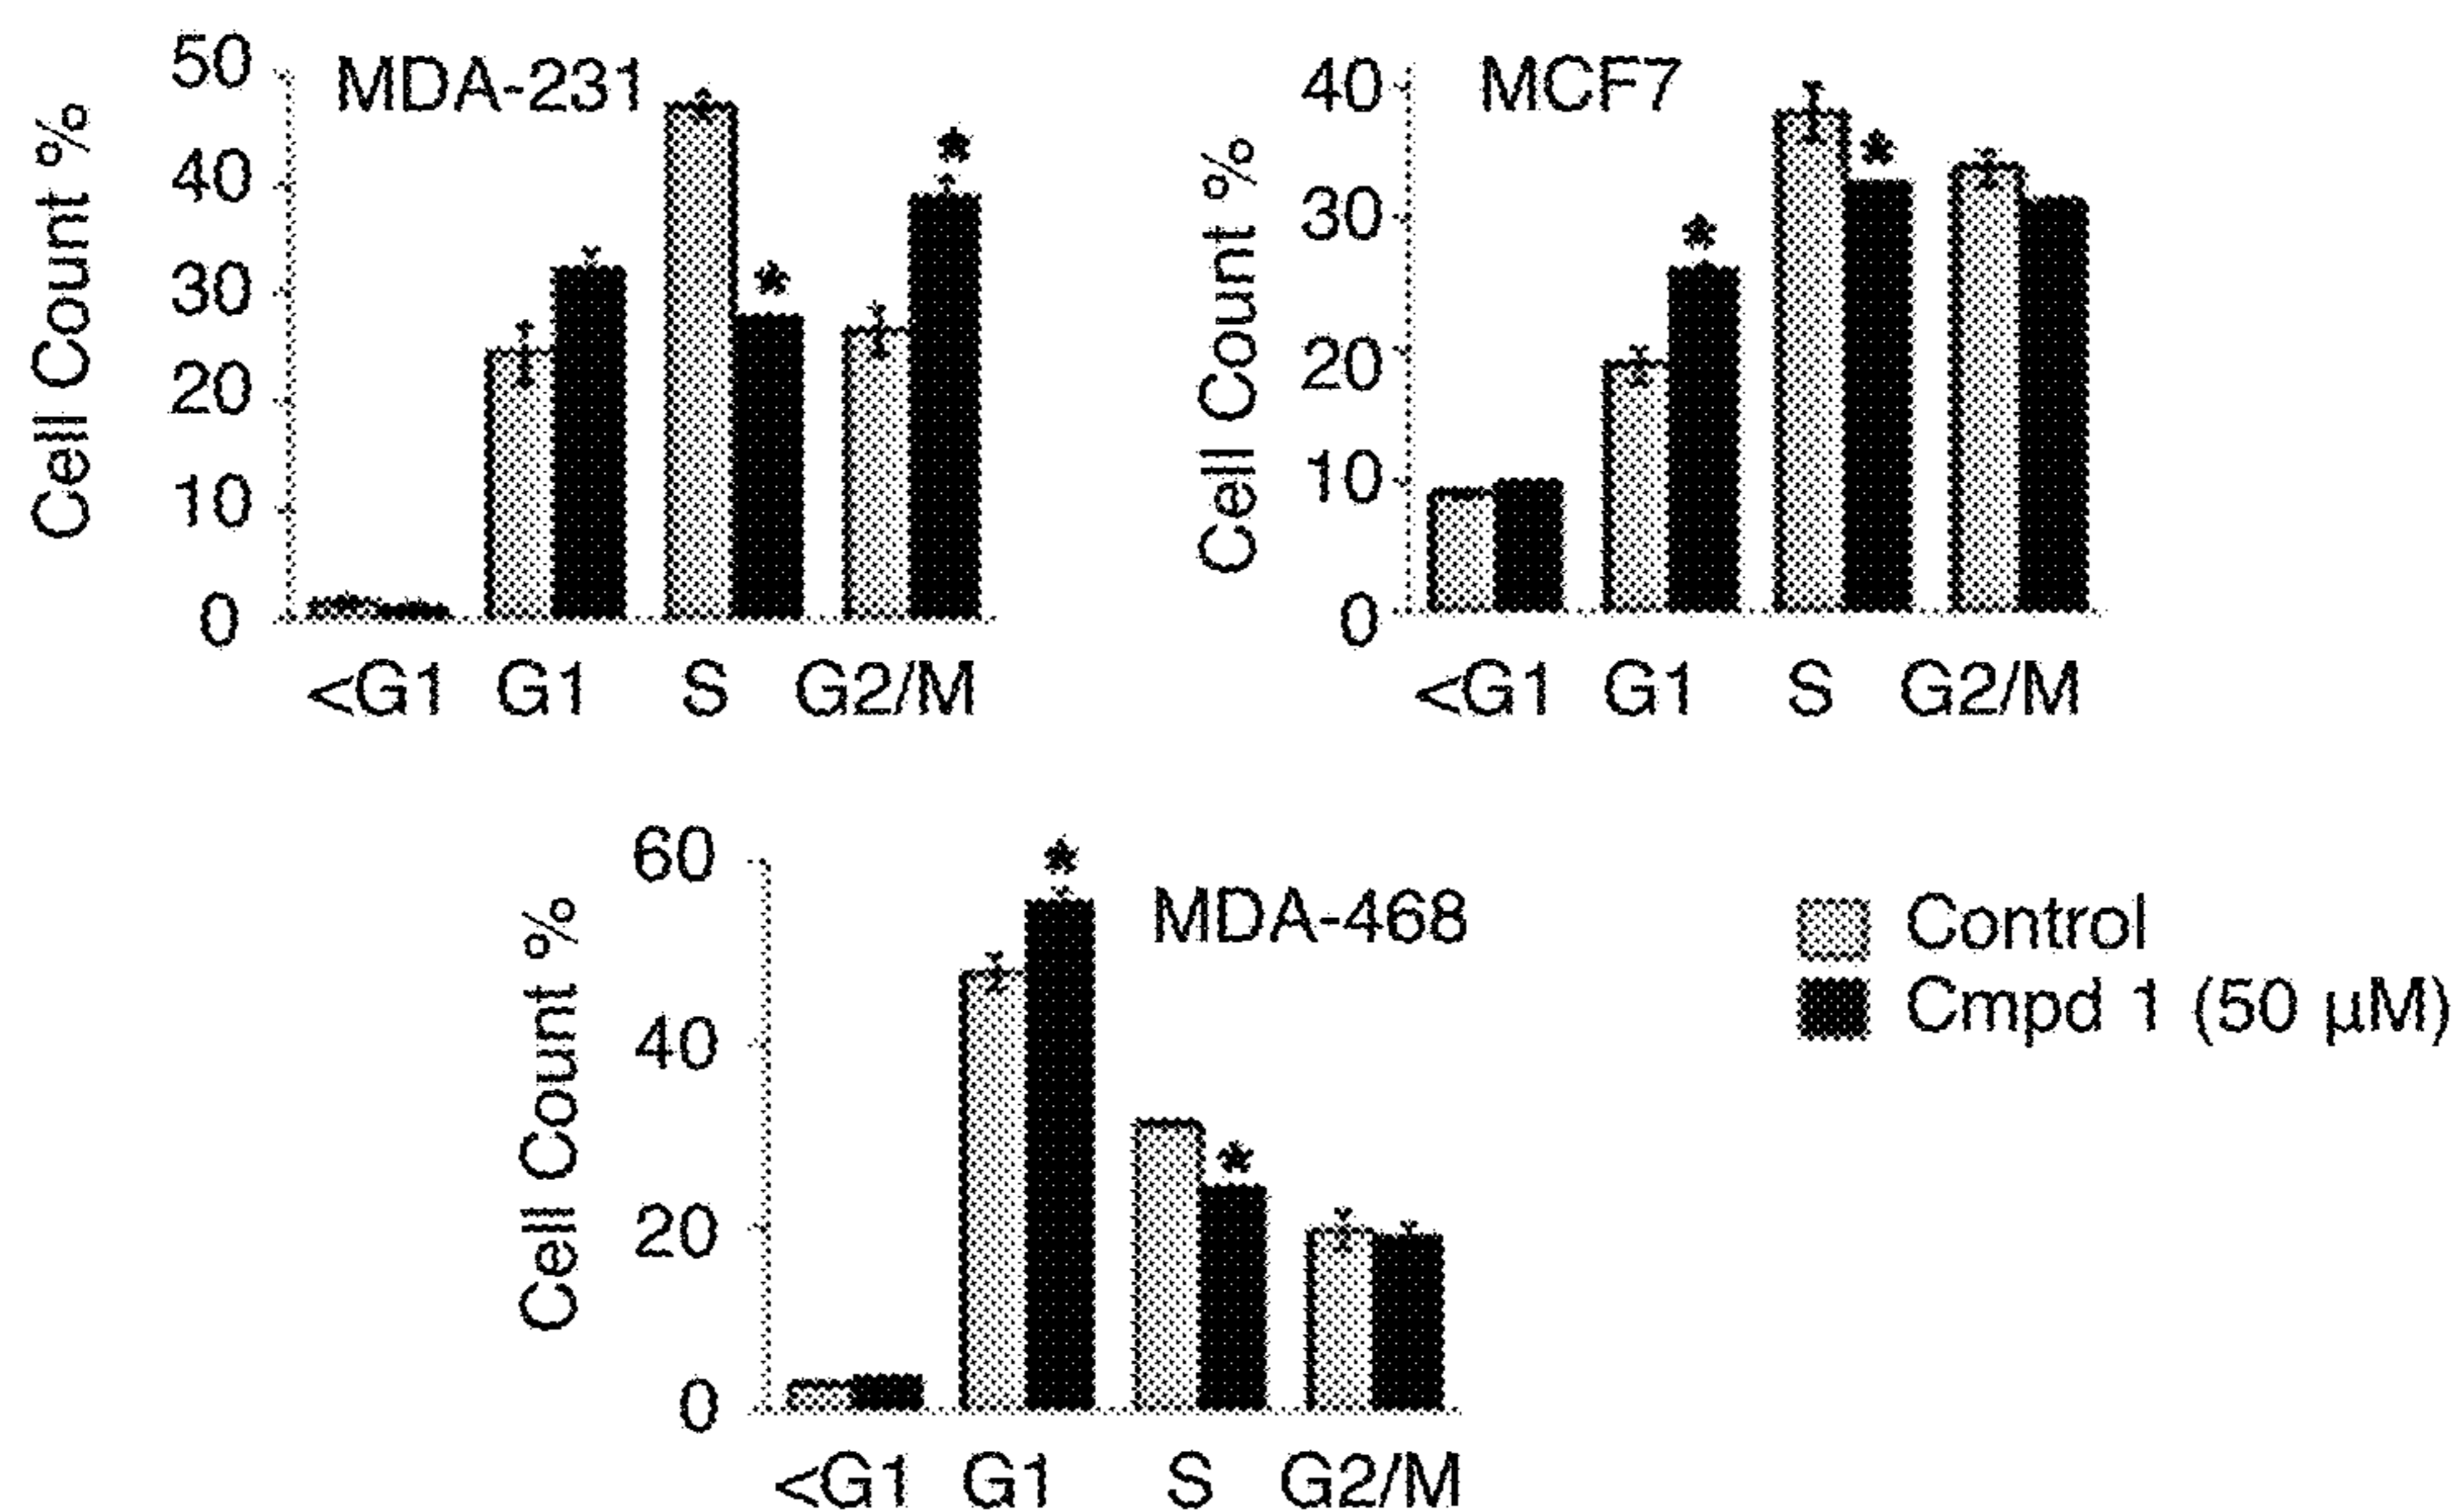 MDA-231
Cell Count %
50
40
30
20
10
0
<G1 G1 S G2/M
*
*
MCF7
Cell Count %
40
30
20
10
0
<G1 G1 S G2/M
*
*
MDA-468
Cell Count %
60
40
20
0
<G1 G1 S G2/M
*
*
Control
Cmpd 1 (50 µM)